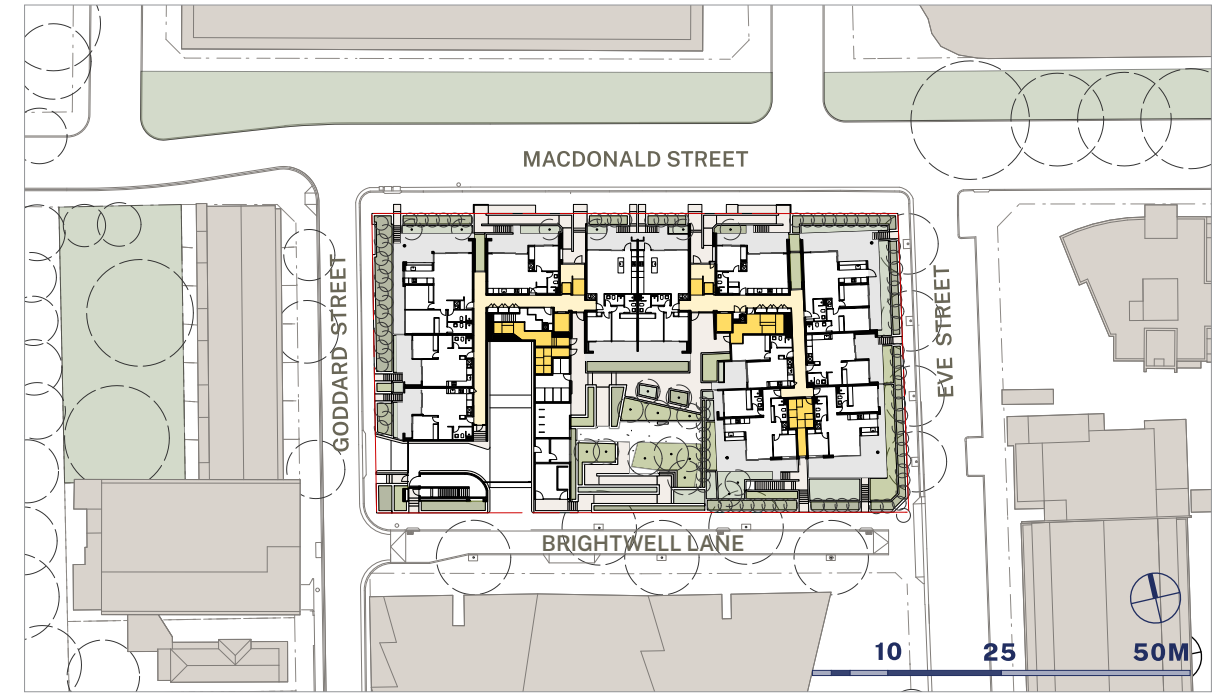 MACDONALD STREET
GODDARD STREET
EVE STREET
BRIGHTWELL LANE
10 25 50M